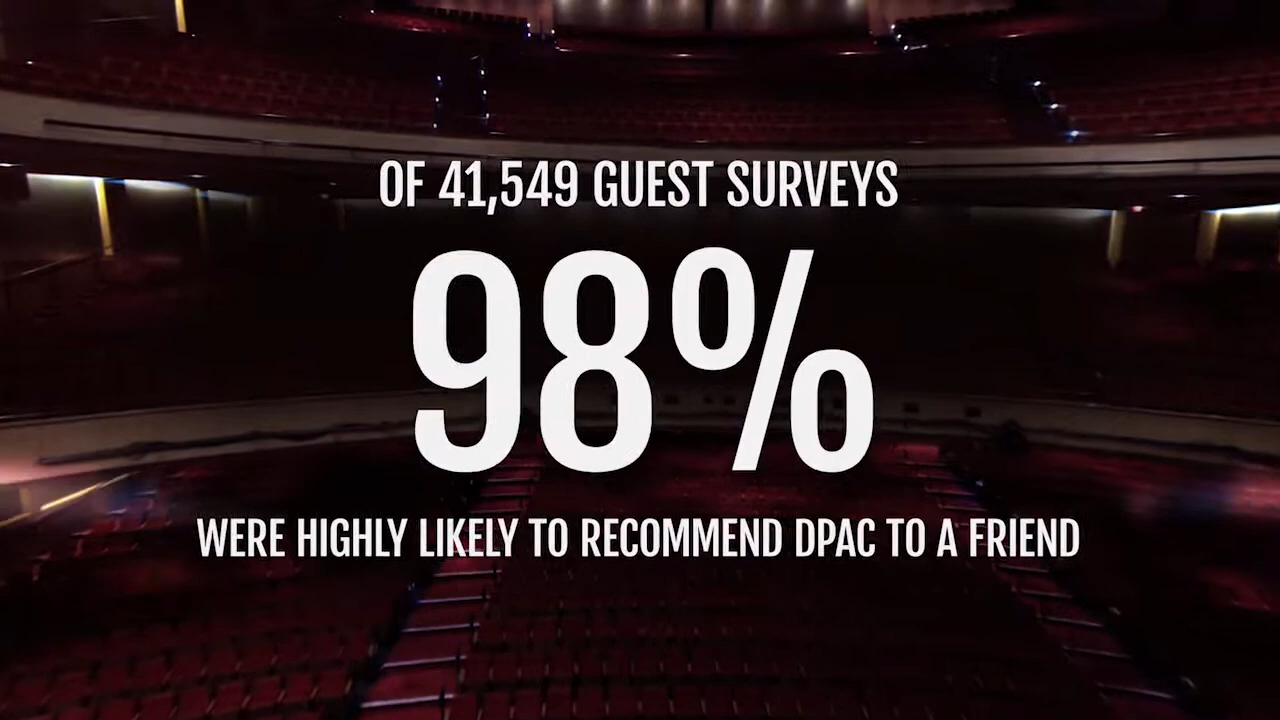 OF 41,549 GUEST SURVEYS
98%
WERE HIGHLY LIKELY TO RECOMMEND DPAC TO A FRIEND